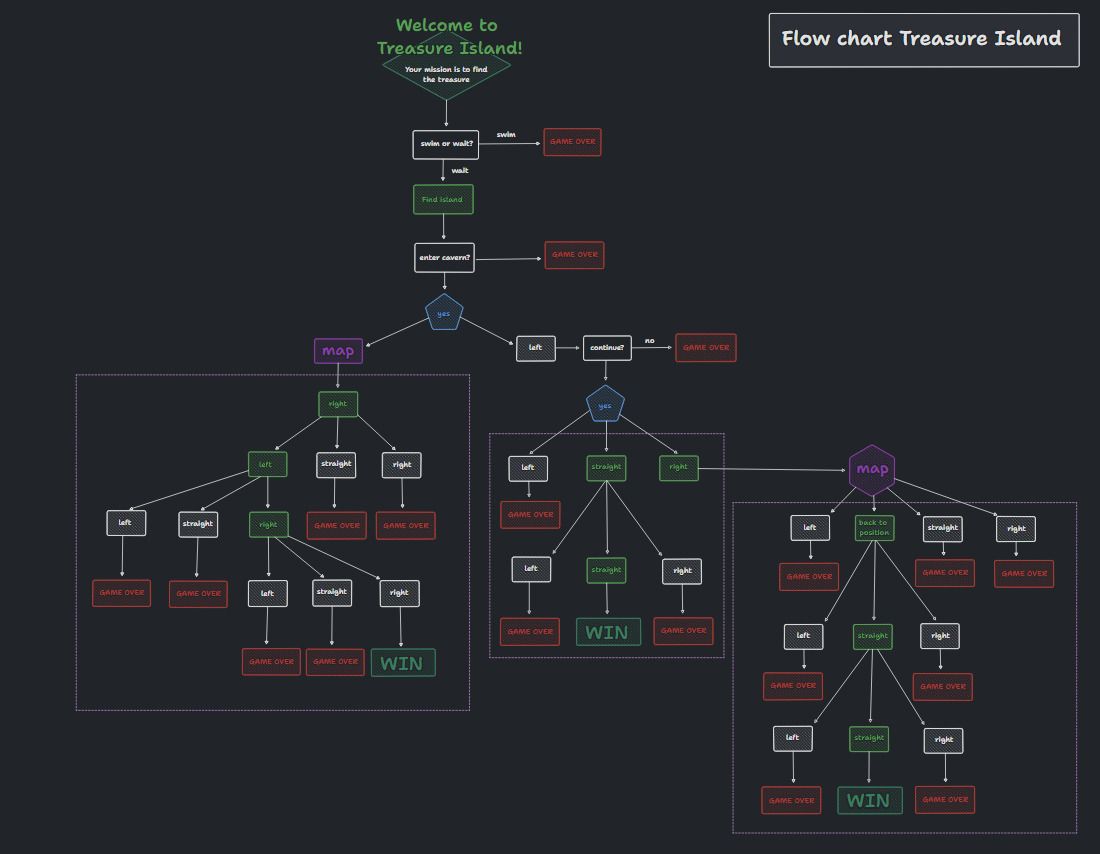 Welcome to
Treasure Island!
Your mission is to find
the treasure
Flow chart Treasure Island
swim or wait?
swim
GAME OVER
wait
Find island
enter cavern?
GAME OVER
yes
map
left
continue?
no
GAME OVER
right
yes
left
straight
right
left
straight
right
map
left
straight
right
GAME OVER
GAME OVER
GAME OVER
left
back to
position
straight
right
GAME OVER
GAME OVER
left
straight
right
left
straight
right
GAME OVER
GAME OVER
GAME OVER
GAME OVER
GAME OVER
WIN
GAME OVER
WIN
GAME OVER
left
straight
right
GAME OVER
GAME OVER
left
straight
right
GAME OVER
WIN
GAME OVER